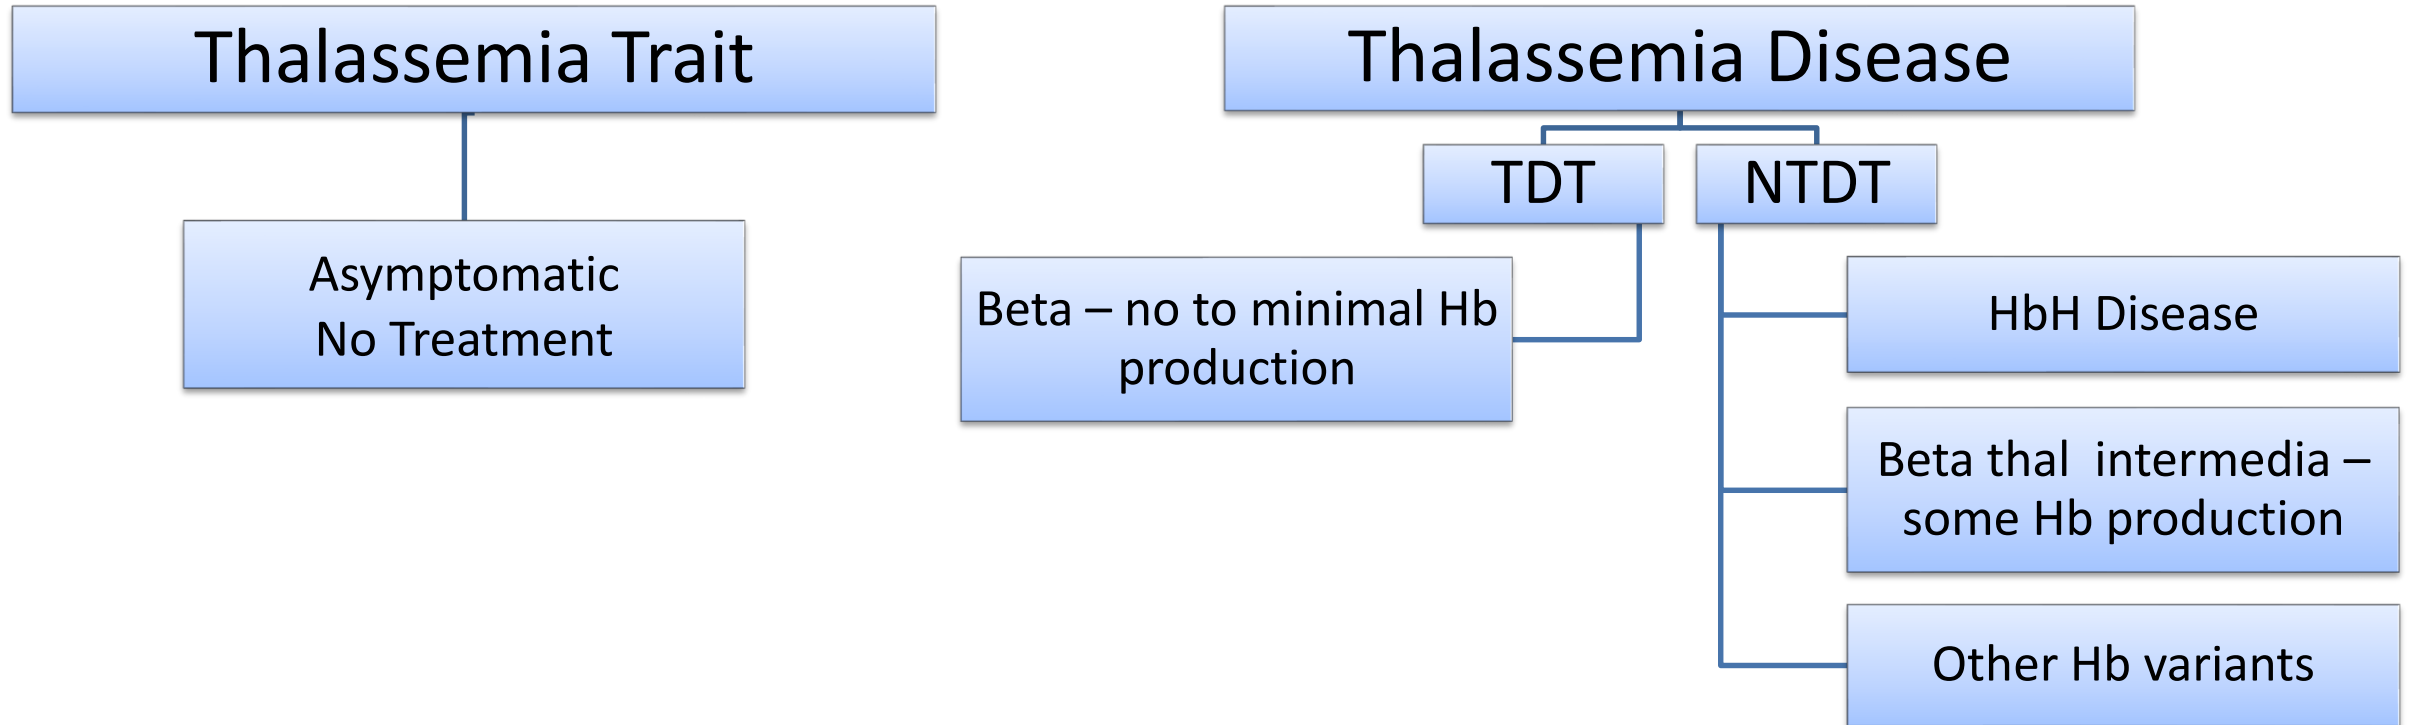 Thalassemia Trait
Asymptomatic
No Treatment
Thalassemia Disease
TDT
NTDT
Beta – no to minimal Hb
production
HbH Disease
Beta thal  intermedia –
some Hb production
Other Hb variants